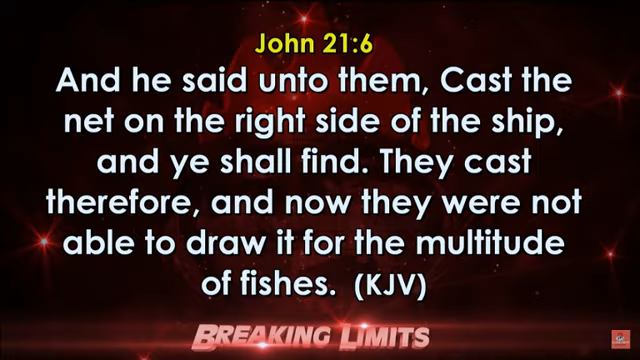 John 21:6
And he said unto them, Cast the
net on the right side of the ship,
and ye shall find. They cast
therefore, and now they were not
able to draw it for the multitude
of fishes. (KJV)
BREAKING LIMITS